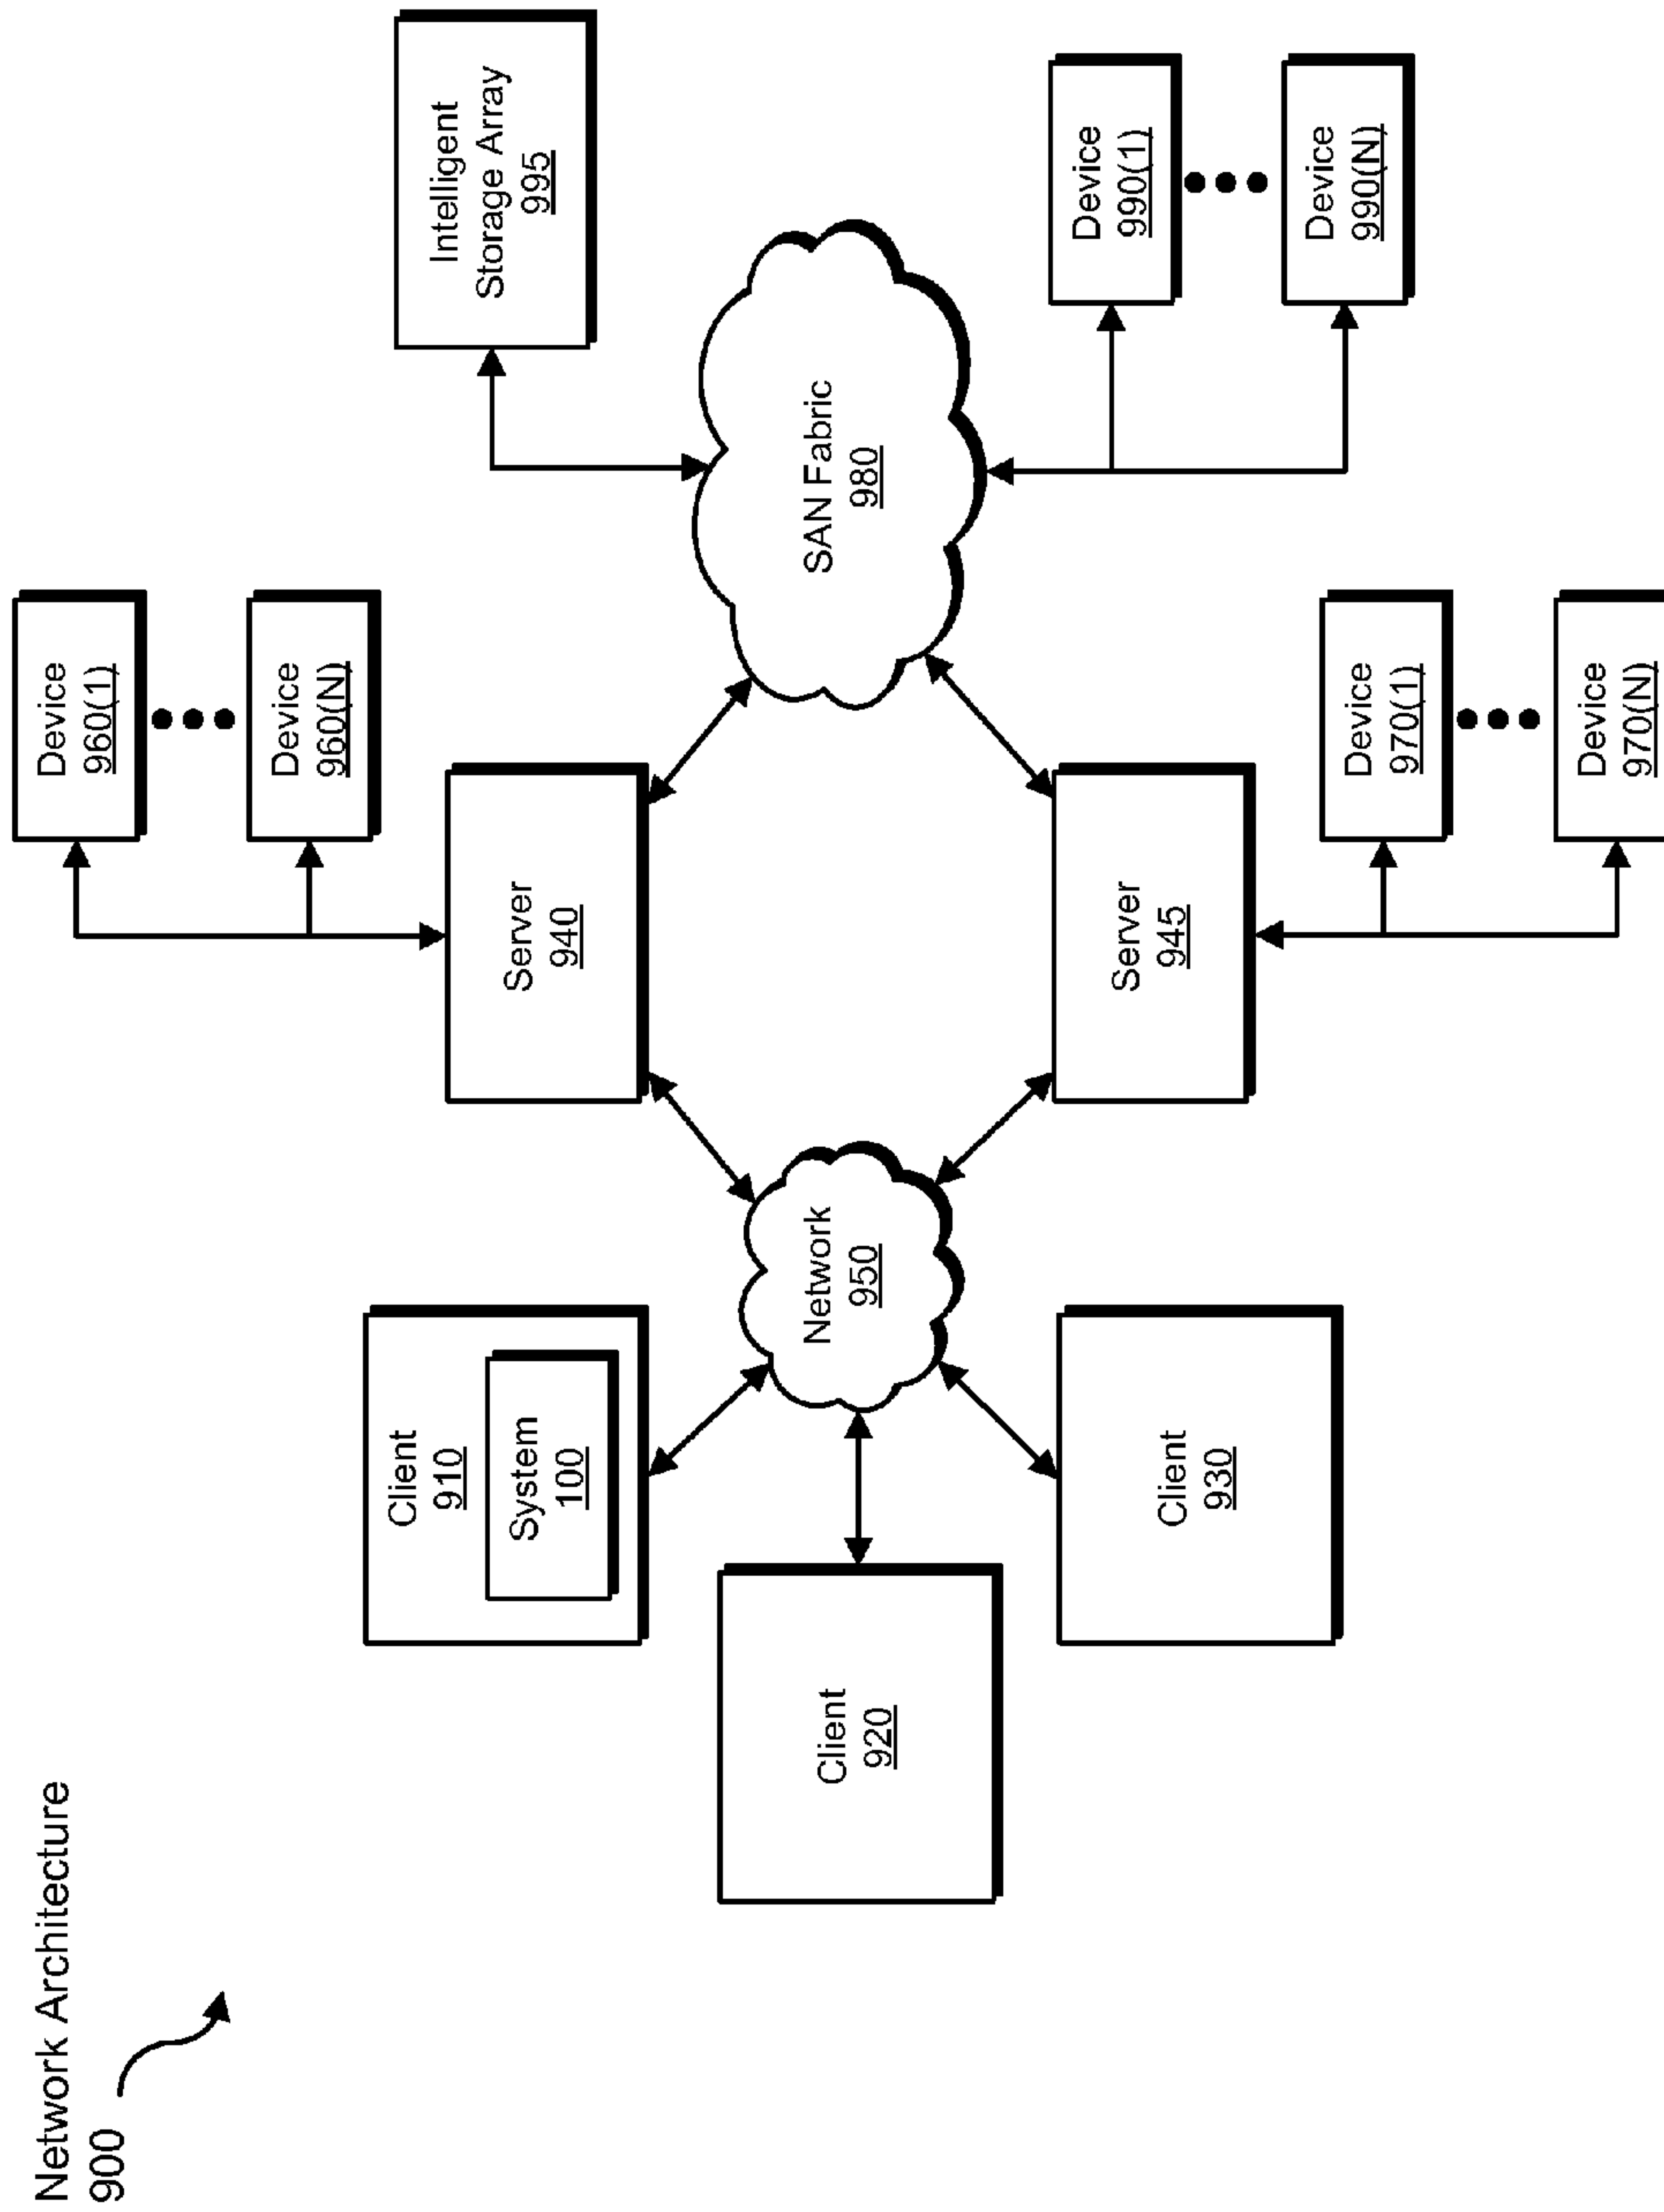 Network Architecture
900
Client
910
System
100
Client
920
Client
930
Network
950
Server
940
Server
945
Device
960(1)
Device
960(N)
Device
970(1)
Device
970(N)
SAN Fabric
980
Intelligent
Storage Array
995
Device
990(1)
Device
990(N)